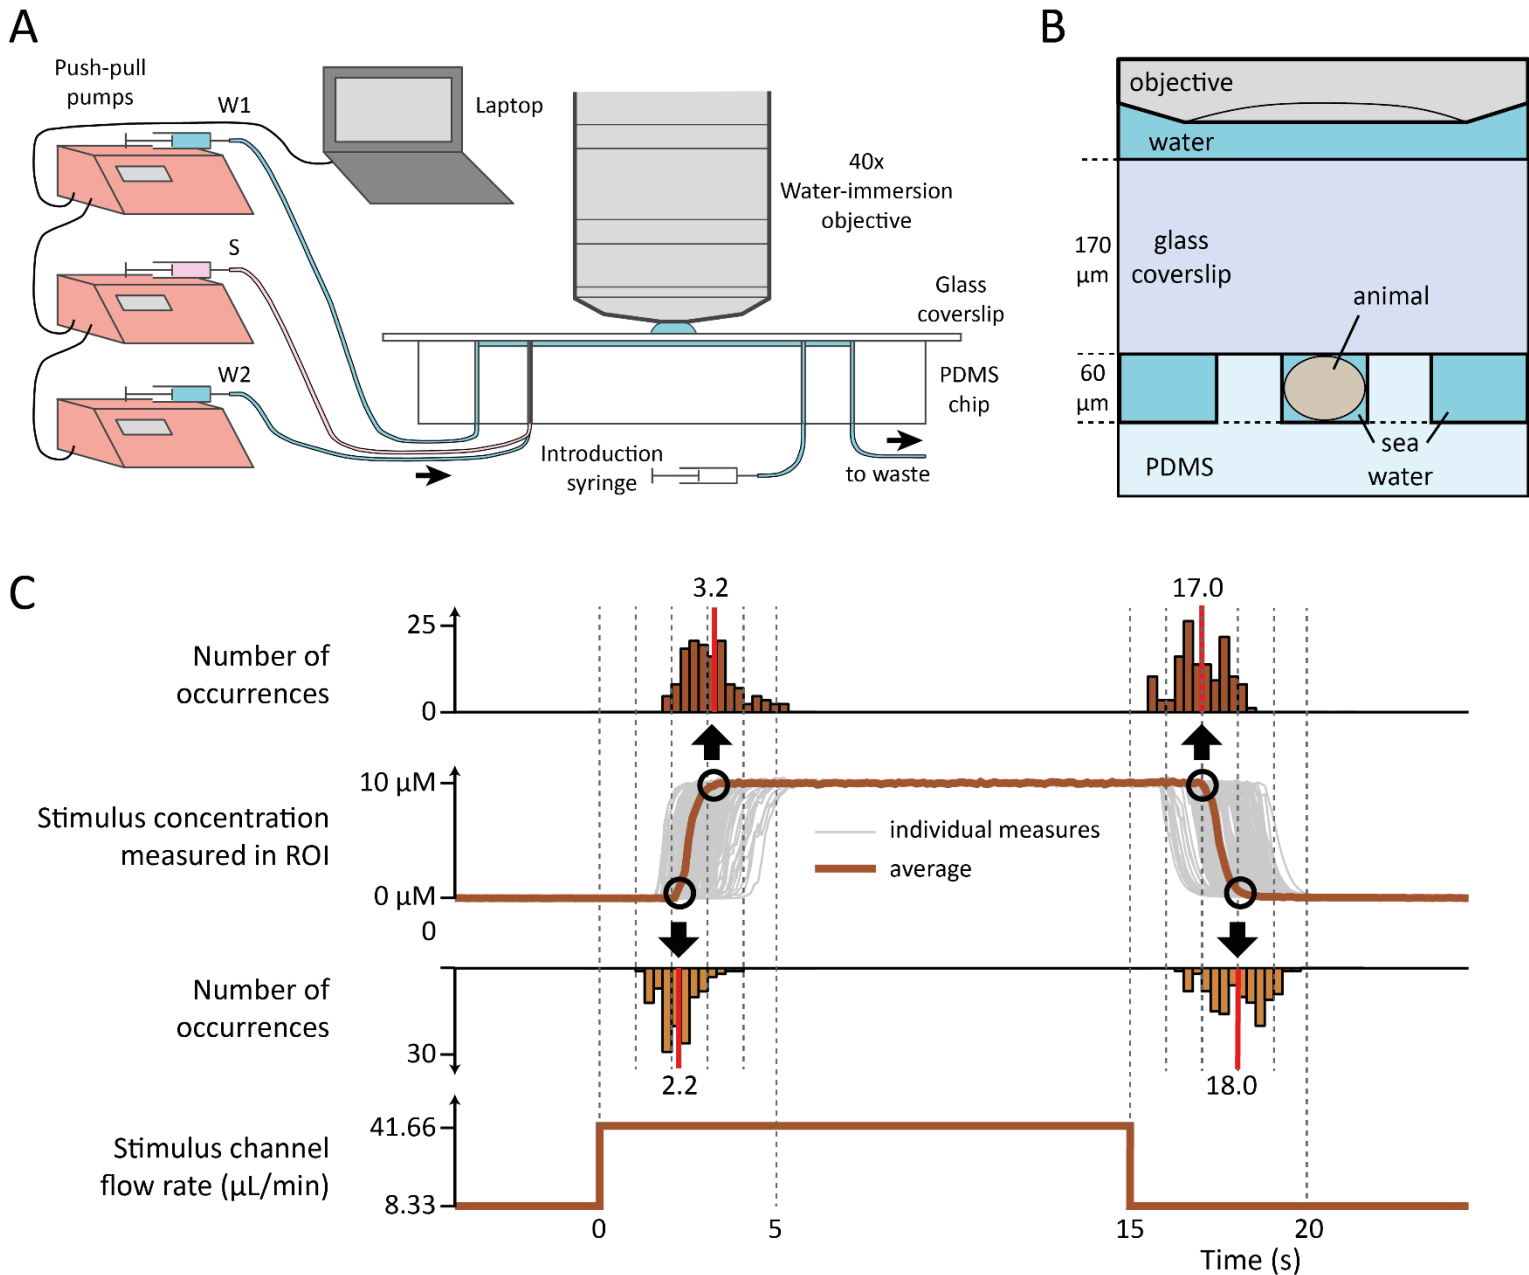 A
Push-pull
pumps
W1
Laptop
S
W2
40x
Water-immersion
objective
Glass
coverslip
PDMS
chip
Introduction
syringe
to waste
B
objective
water
170
µm
glass
coverslip
animal
60
µm
sea
water
PDMS
C
3.2
17.0
25
Number of
occurrences
0
10 µM
Stimulus concentration
measured in ROI
individual measures
average
0 µM
0
Number of
occurrences
30
2.2
18.0
41.66
Stimulus channel
flow rate (µL/min)
8.33
0
5
15
20
Time (s)